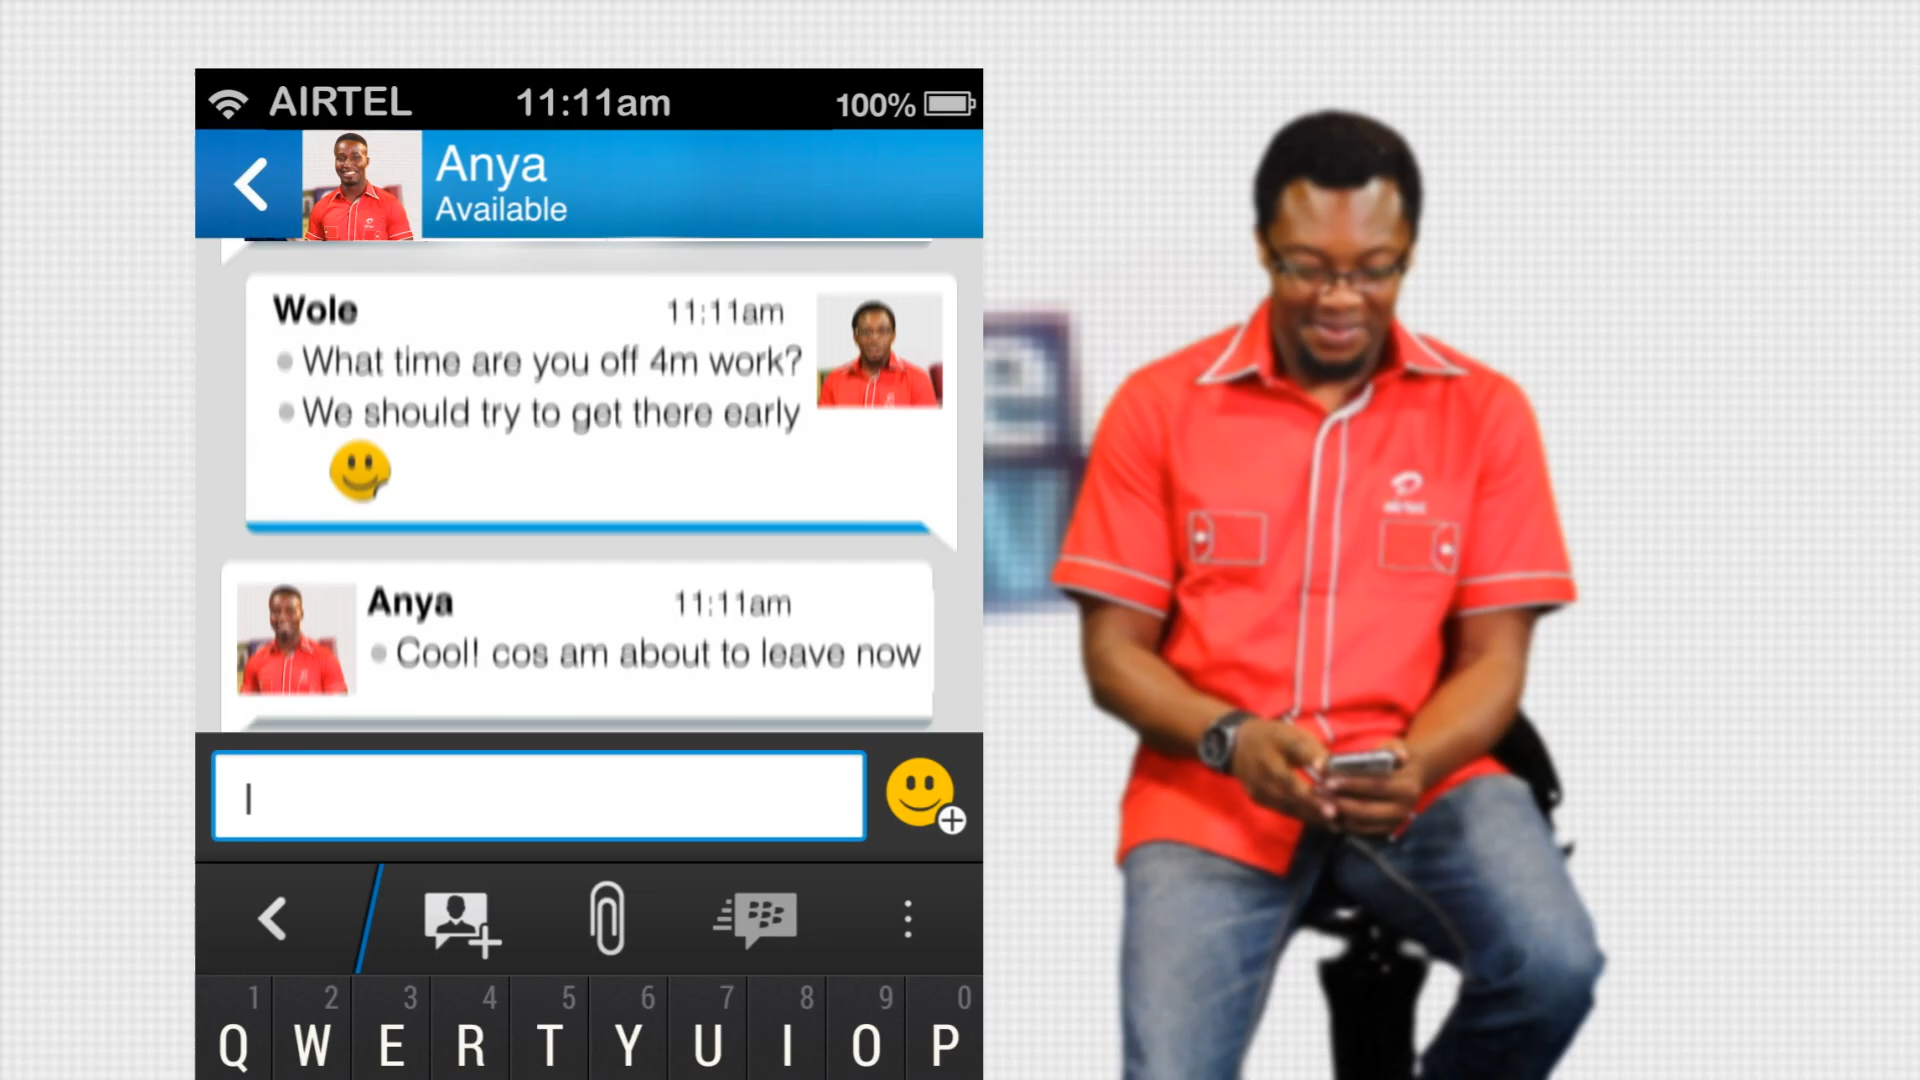 AIRTEL 11:11am 100%
Anya
Available
Wole 11:11am
What time are you off 4m work?
We should try to get there early
Anya 11:11am
Cool! cos am about to leave now
1 2 3 4 5 6 7 8 9 0
Q W E R T Y U I O P